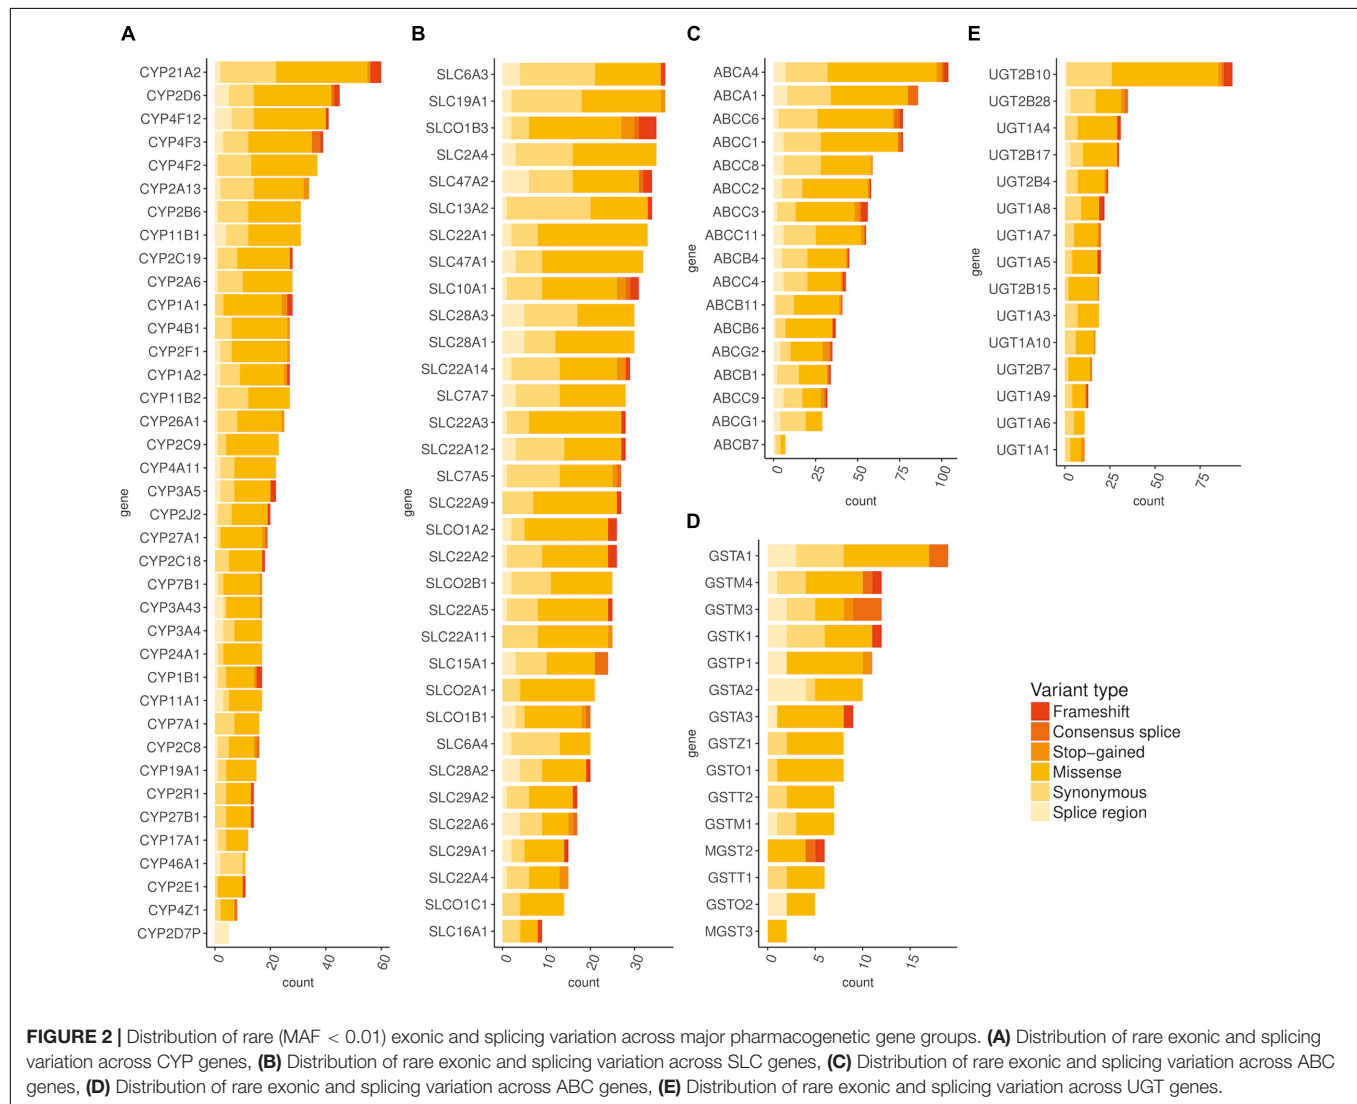 A
CYP21A2
CYP2D6
CYP4F12
CYP4F3
CYP4F2
CYP2A13
CYP2B6
CYP11B1
CYP2C19
CYP2A6
CYP1A1
CYP4B1
CYP2F1
CYP1A2
CYP11B2
CYP26A1
CYP2C9
CYP4A11
CYP3A5
CYP2J2
CYP27A1
CYP2C18
CYP7B1
CYP3A43
CYP3A4
CYP24A1
CYP1B1
CYP11A1
CYP7A1
CYP2C8
CYP19A1
CYP2R1
CYP27B1
CYP17A1
CYP46A1
CYP2E1
CYP4Z1
CYP2D7P
gene
0 20 40 60
count
B
SLC6A3
SLC19A1
SLCO1B3
SLC2A4
SLC47A2
SLC13A2
SLC22A1
SLC47A1
SLC10A1
SLC28A3
SLC28A1
SLC22A14
SLC7A7
SLC22A3
SLC22A12
SLC7A5
SLC22A9
SLCO1A2
SLC22A2
SLCO2B1
SLC22A5
SLC22A11
SLC15A1
SLCO2A1
SLCO1B1
SLC6A4
SLC28A2
SLC29A2
SLC22A6
SLC29A1
SLC22A4
SLCO1C1
SLC16A1
gene
0 10 20 30
count
C
ABCA4
ABCA1
ABCC6
ABCC1
ABCC8
ABCC2
ABCC3
ABCC11
ABCB4
ABCC4
ABCB11
ABCB6
ABCG2
ABCB1
ABCC9
ABCG1
ABCB7
gene
0 25 50 75 100
count
D
GSTA1
GSTM4
GSTM3
GSTK1
GSTP1
GSTA2
GSTA3
GSTZ1
GSTO1
GSTT2
GSTM1
MGST2
GSTT1
GSTO2
MGST3
gene
0 5 10 15
count
E
UGT2B10
UGT2B28
UGT1A4
UGT2B17
UGT2B4
UGT1A8
UGT1A7
UGT1A5
UGT2B15
UGT1A3
UGT1A10
UGT2B7
UGT1A9
UGT1A6
UGT1A1
gene
0 25 50 75
count
Variant type
Frameshift
Consensus splice
Stop−gained
Missense
Synonymous
Splice region
FIGURE 2 | Distribution of rare (MAF < 0.01) exonic and splicing variation across major pharmacogenetic gene groups. (A) Distribution of rare exonic and splicing
variation across CYP genes, (B) Distribution of rare exonic and splicing variation across SLC genes, (C) Distribution of rare exonic and splicing variation across ABC
genes, (D) Distribution of rare exonic and splicing variation across ABC genes, (E) Distribution of rare exonic and splicing variation across UGT genes.